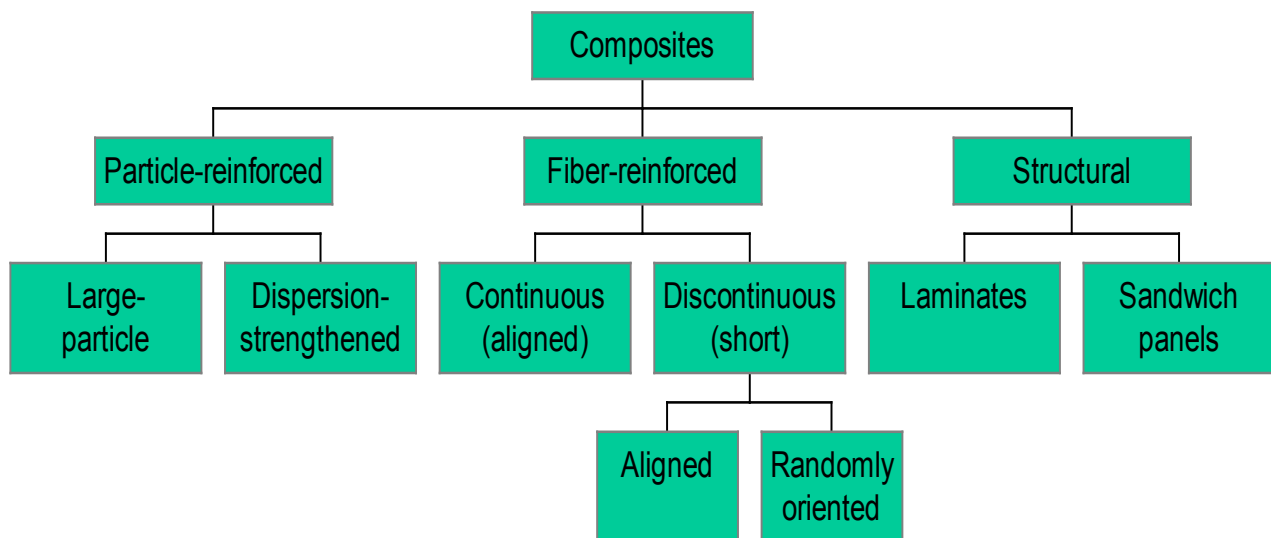 Composites
Particle-reinforced
Fiber-reinforced
Structural
Large-
particle
Dispersion-
strengthened
Continuous
(aligned)
Discontinuous
(short)
Laminates
Sandwich
panels
Aligned
Randomly
oriented